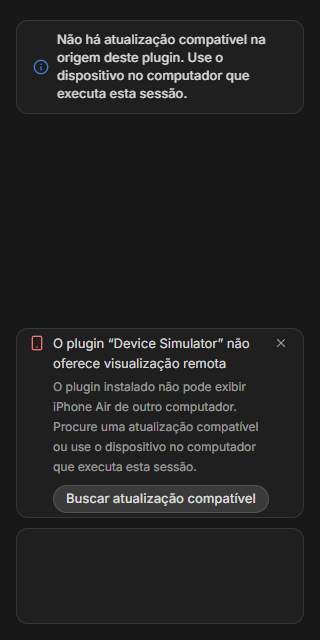 Não há atualização compatível na
origem deste plugin. Use o
dispositivo no computador que
executa esta sessão.
O plugin “Device Simulator” não
oferece visualização remota
O plugin instalado não pode exibir
iPhone Air de outro computador.
Procure uma atualização compatível
ou use o dispositivo no computador
que executa esta sessão.
Buscar atualização compatível